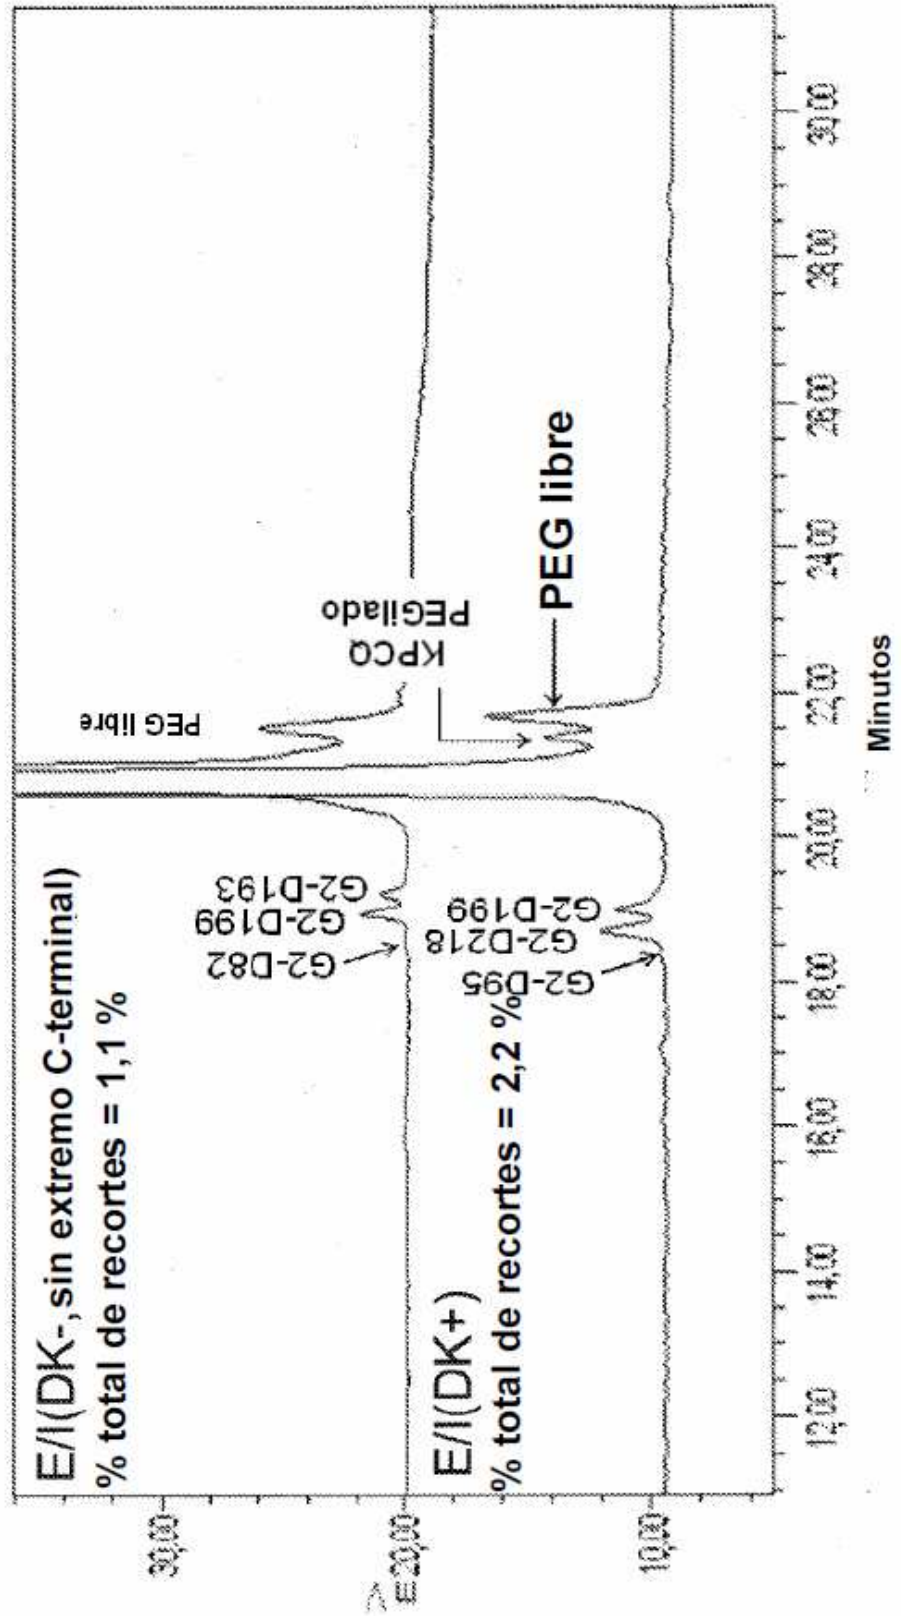 E/I(DK-, sin extremo C-terminal)
% total de recortes = 1,1 %
PEG libre
G2-D82
G2-D199
G2-D193
KPCQ
PEGilado
E/I(DK+)
% total de recortes = 2,2 %
G2-D95
G2-D218
G2-D199
PEG libre
30,00
20,00
10,00
12,00
14,00
16,00
18,00
20,00
22,00
24,00
26,00
28,00
30,00
Minutos